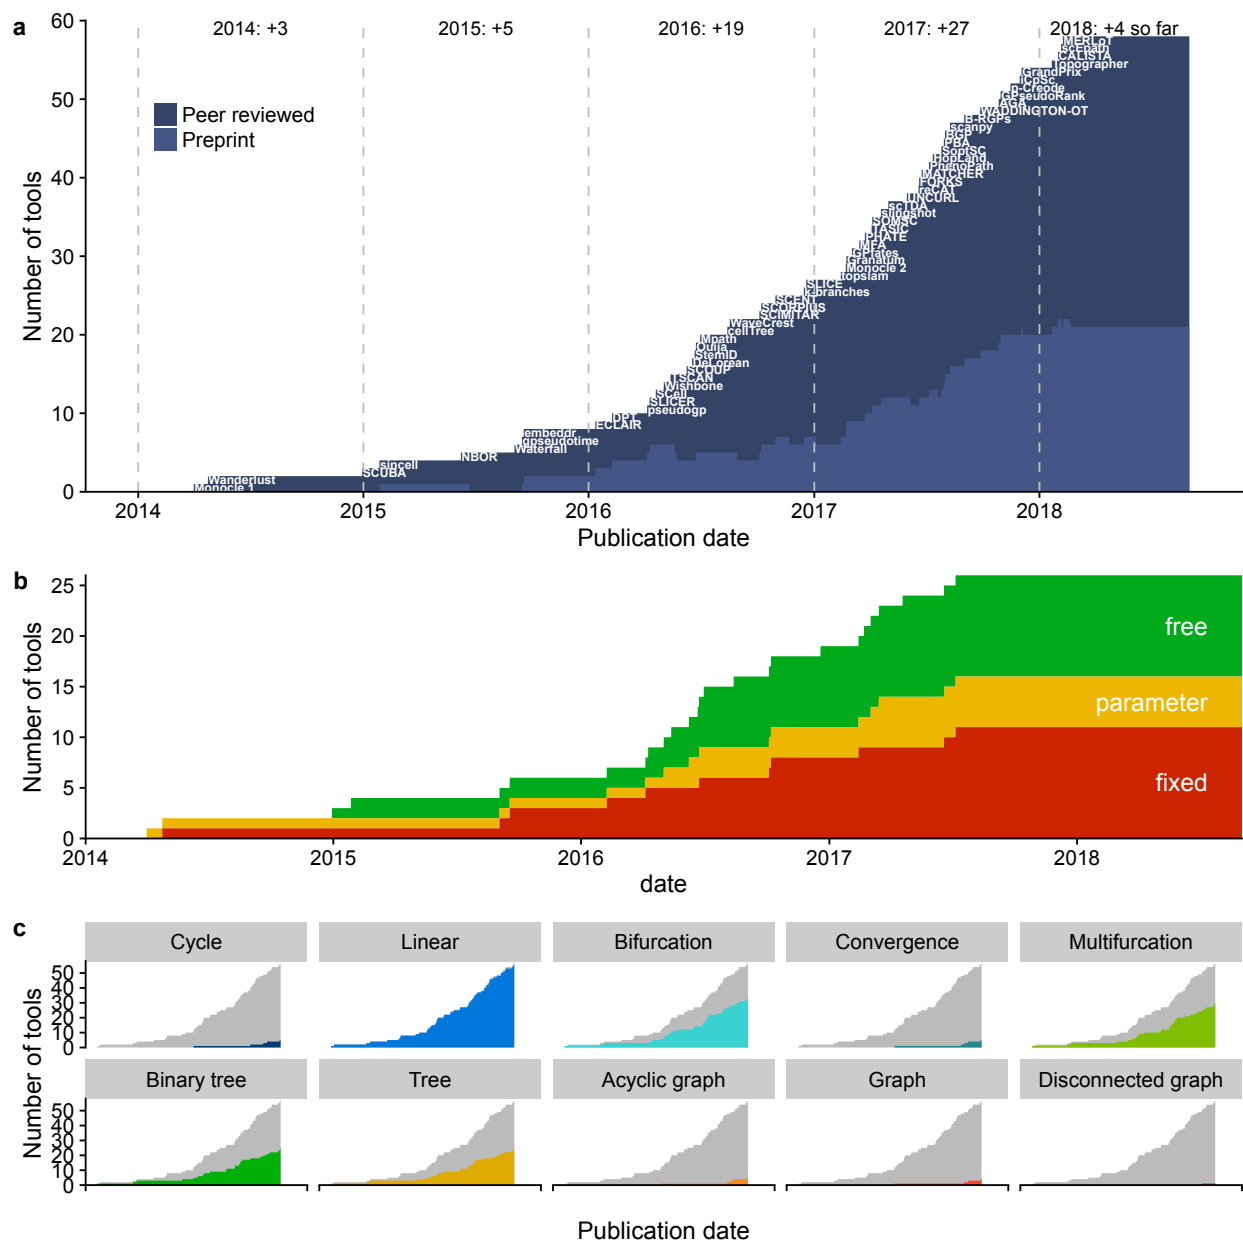 a
60
2014: +3
2015: +5
2016: +19
2017: +27
2018: +4 so far
Peer reviewed
Preprint
MERLoT
scEpath
CALISTA
Topographer
GrandPrix
iCpSc
p-Creode
GPseudoRank
AGA
WADDINGTON-OT
B-RGPs
scanpy
BGP
PBA
SoptSC
HopLand
PhenoPath
MATCHER
FORKS
reCAT
UNCURL
scTDA
slingshot
SOMSC
TASIC
PHATE
MFA
GPfates
Granatum
Monocle 2
topslam
SLICE
k-branches
SCENT
SCORPIUS
SCIMITAR
WaveCrest
cellTree
Mpath
Ouija
StemID
DeLorean
SCOUP
TSCAN
Wishbone
SCell
SLICER
pseudogp
DPT
ECLAIR
embeddr
gpseudotime
Waterfall
NBOR
sincell
SCUBA
Wanderlust
Monocle 1
50
40
30
20
10
0
Number of tools
2014
2015
2016
2017
2018
Publication date
b
25
20
15
10
5
0
Number of tools
free
parameter
fixed
2014
2015
2016
2017
2018
date
c
Cycle
Linear
Bifurcation
Convergence
Multifurcation
50
40
30
20
10
0
Number of tools
Binary tree
Tree
Acyclic graph
Graph
Disconnected graph
50
40
30
20
10
0
Number of tools
Publication date